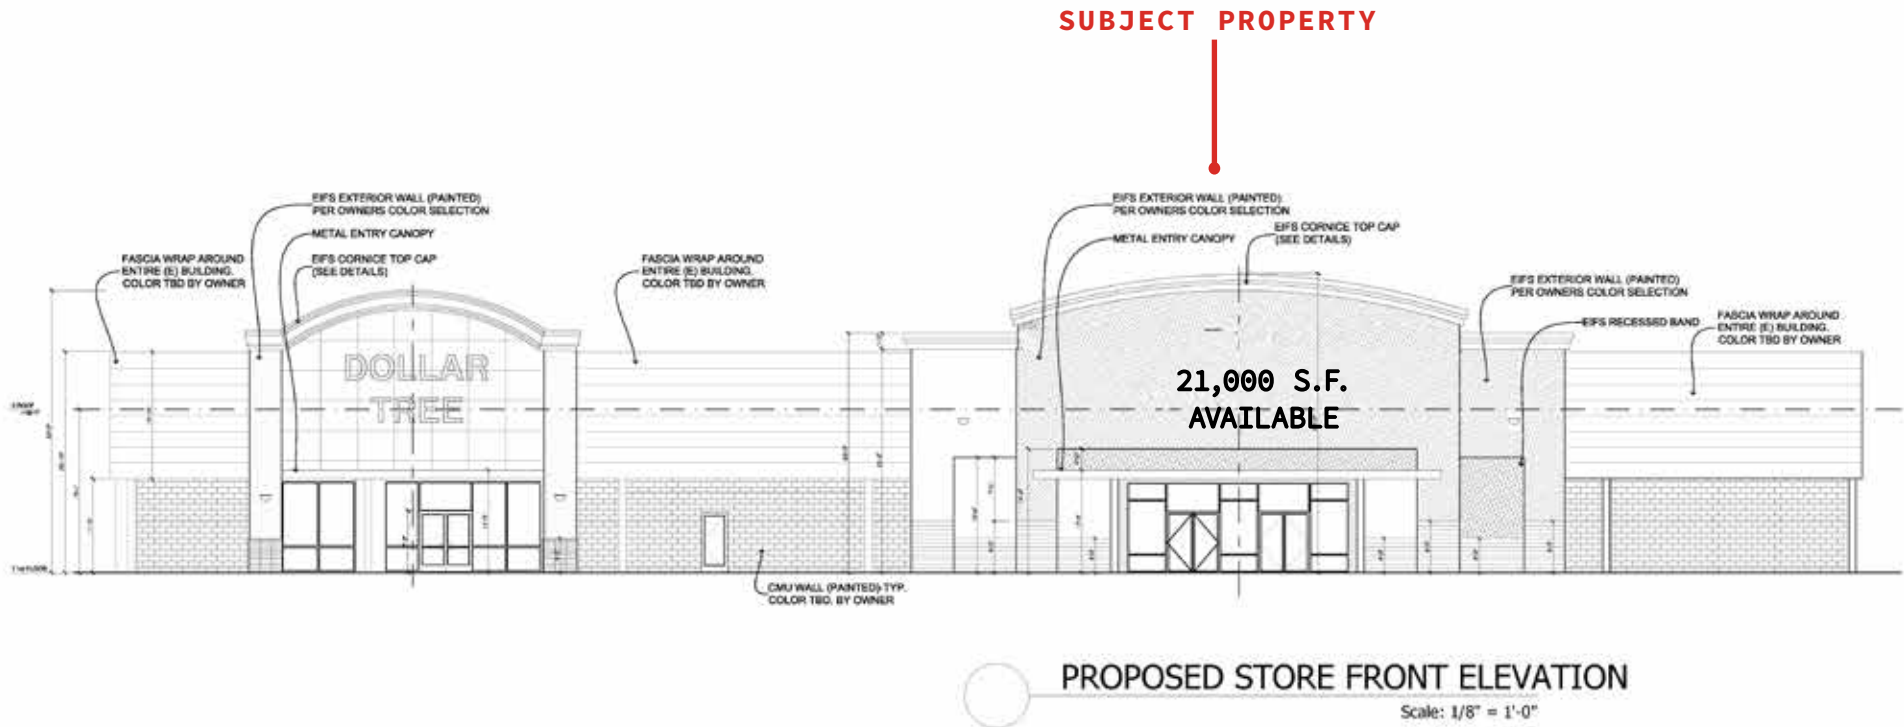 SUBJECT PROPERTY
EIFS EXTERIOR WALL (PAINTED)
PER OWNERS COLOR SELECTION
METAL ENTRY CANOPY
FASCIA WRAP AROUND
ENTIRE (E) BUILDING.
COLOR TBD BY OWNER
EIFS CORNICE TOP CAP
(SEE DETAILS)
FASCIA WRAP AROUND
ENTIRE (E) BUILDING.
COLOR TBD BY OWNER
EIFS EXTERIOR WALL (PAINTED)
PER OWNERS COLOR SELECTION
METAL ENTRY CANOPY
EIFS CORNICE TOP CAP
(SEE DETAILS)
EIFS EXTERIOR WALL (PAINTED)
PER OWNERS COLOR SELECTION
EIFS RECESSED BAND
FASCIA WRAP AROUND
ENTIRE (E) BUILDING.
COLOR TBD BY OWNER
DOLLAR
TREE
21,000 S.F.
AVAILABLE
CMU WALL (PAINTED) TYP.
COLOR TBD. BY OWNER
PROPOSED STORE FRONT ELEVATION
Scale: 1/8" = 1'-0"